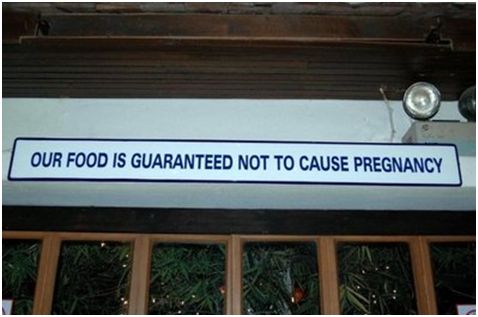 OUR FOOD IS GUARANTEED NOT TO CAUSE PREGNANCY